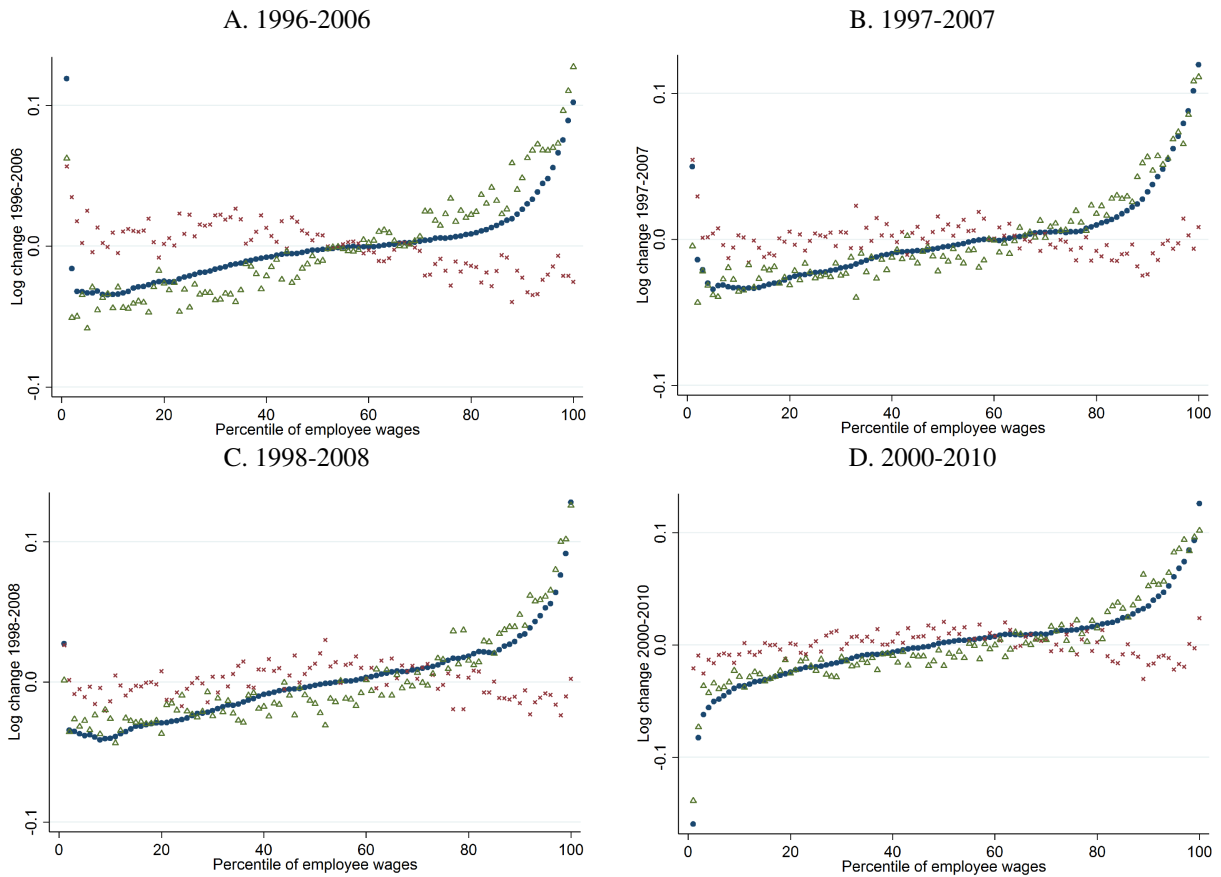 A. 1996-2006
B. 1997-2007
Log change 1996-2006
0.1
0.0
-0.1
0 20 40 60 80 100
Percentile of employee wages
Log change 1997-2007
0.1
0.0
-0.1
0 20 40 60 80 100
Percentile of employee wages
C. 1998-2008
D. 2000-2010
Log change 1998-2008
0.1
0.0
-0.1
0 20 40 60 80 100
Percentile of employee wages
Log change 2000-2010
0.1
0.0
-0.1
0 20 40 60 80 100
Percentile of employee wages